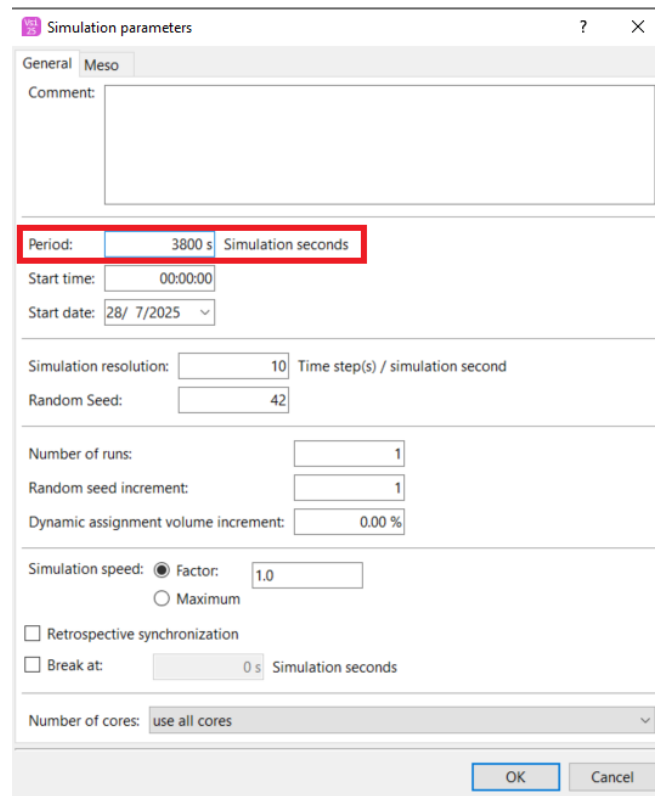 Vs1
25
Simulation parameters ? ×
General Meso
Comment:
Period: 3800 s Simulation seconds
Start time: 00:00:00
Start date: 28/ 7/2025
Simulation resolution: 10 Time step(s) / simulation second
Random Seed: 42
Number of runs: 1
Random seed increment: 1
Dynamic assignment volume increment: 0.00 %
Simulation speed: Factor: 1.0
Maximum
Retrospective synchronization
Break at: 0 s Simulation seconds
Number of cores: use all cores
OK Cancel